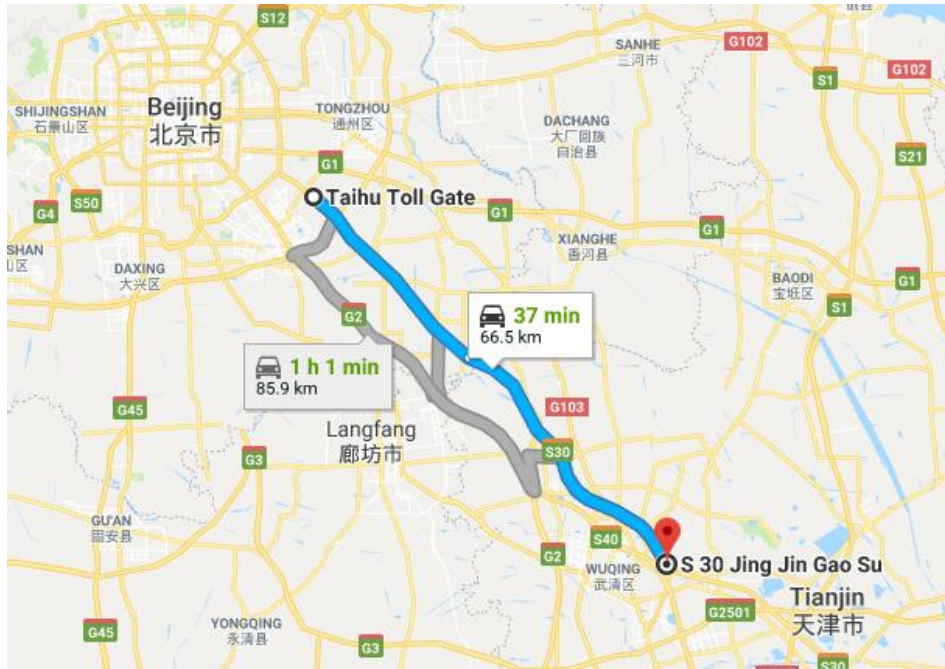 S12
SANHE
三河市
G102
G102
S1
SHIJINGSHAN
石景山区
Beijing
北京市
TONGZHOU
通州区
DACHANG
大厂回族
自治县
S21
G1
G4
S50
Taihu Toll Gate
G1
G1
XIANGHE
香河县
SHAN
山区
DAXING
大兴区
BAODI
宝坻区
G1
S1
G2
37 min
66.5 km
1 h 1 min
85.9 km
G45
G103
Langfang
廊坊市
G3
S30
GU'AN
固安县
G2
S40
WUQING
武清区
S 30 Jing Jin Gao Su
Tianjin
天津市
G2501
YONGQING
永清县
G45
G3
S30